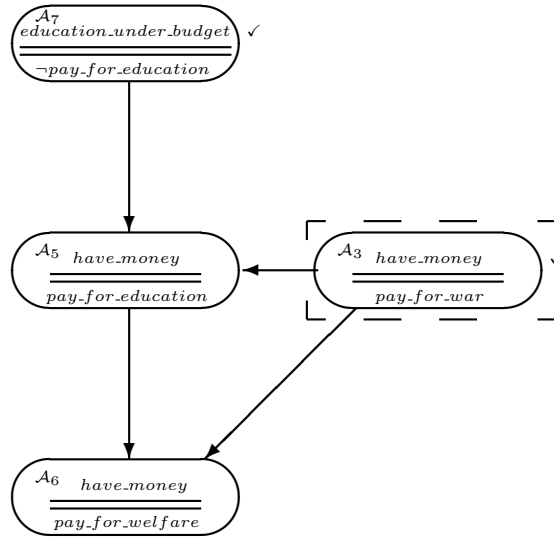 𝒜₇
education_under_budget ✓
¬pay_for_education
𝒜₅ have_money
pay_for_education
𝒜₃ have_money ✓
pay_for_war
𝒜₆ have_money
pay_for_welfare